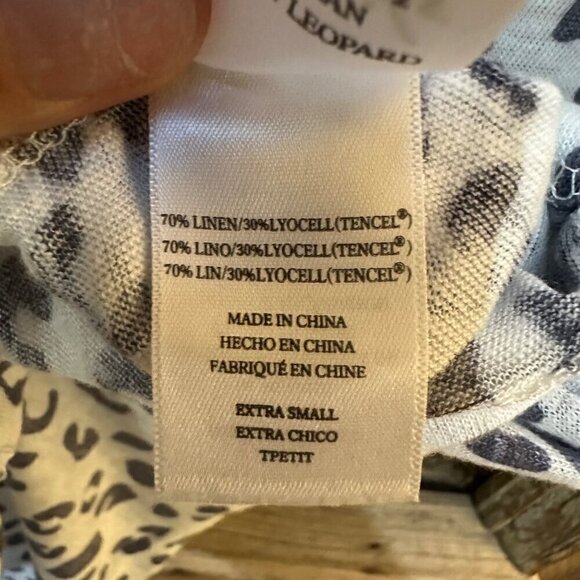 AN
LEOPARD
70% LINEN/30%LYOCELL(TENCEL®)
70% LINO/30%LYOCELL(TENCEL®)
70% LIN/30%LYOCELL(TENCEL®)
MADE IN CHINA
HECHO EN CHINA
FABRIQUÉ EN CHINE
EXTRA SMALL
EXTRA CHICO
TPETIT